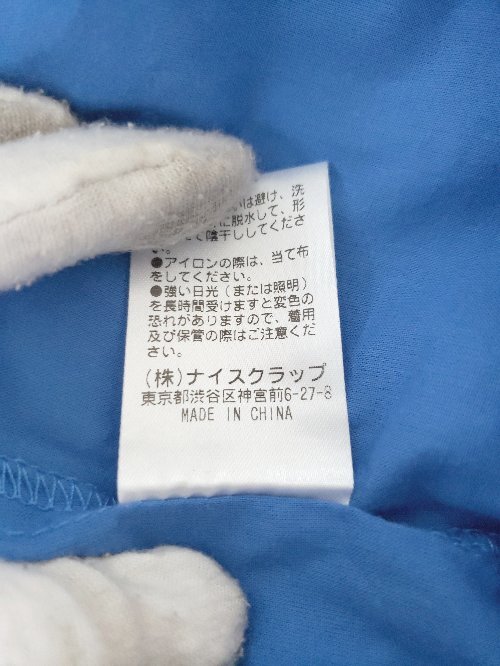 いは避け、洗
に脱水して、形
て陰干ししてくださ
い。
●アイロンの際は、当て布
をしてください。
●強い日光（または照明）
を長時間受けますと変色の
恐れがありますので、着用
及び保管の際はご注意くだ
さい。
（株）ナイスクラップ
東京都渋谷区神宮前6-27-8
MADE IN CHINA